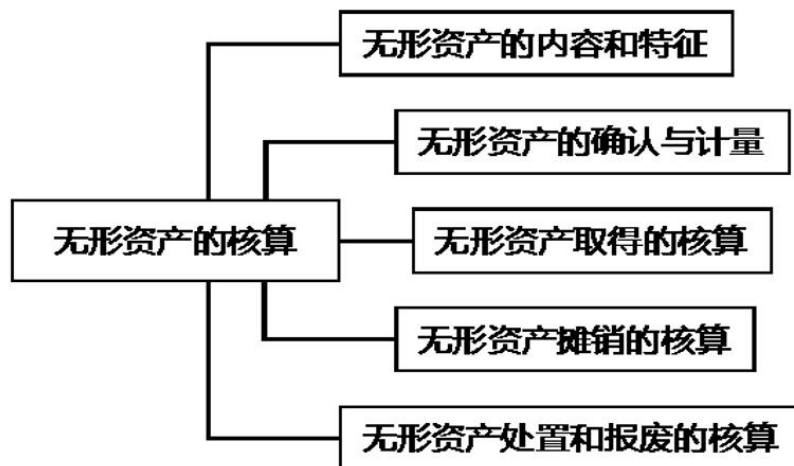 无形资产的内容和特征
无形资产的确认与计量
无形资产的核算
无形资产取得的核算
无形资产摊销的核算
无形资产处置和报废的核算